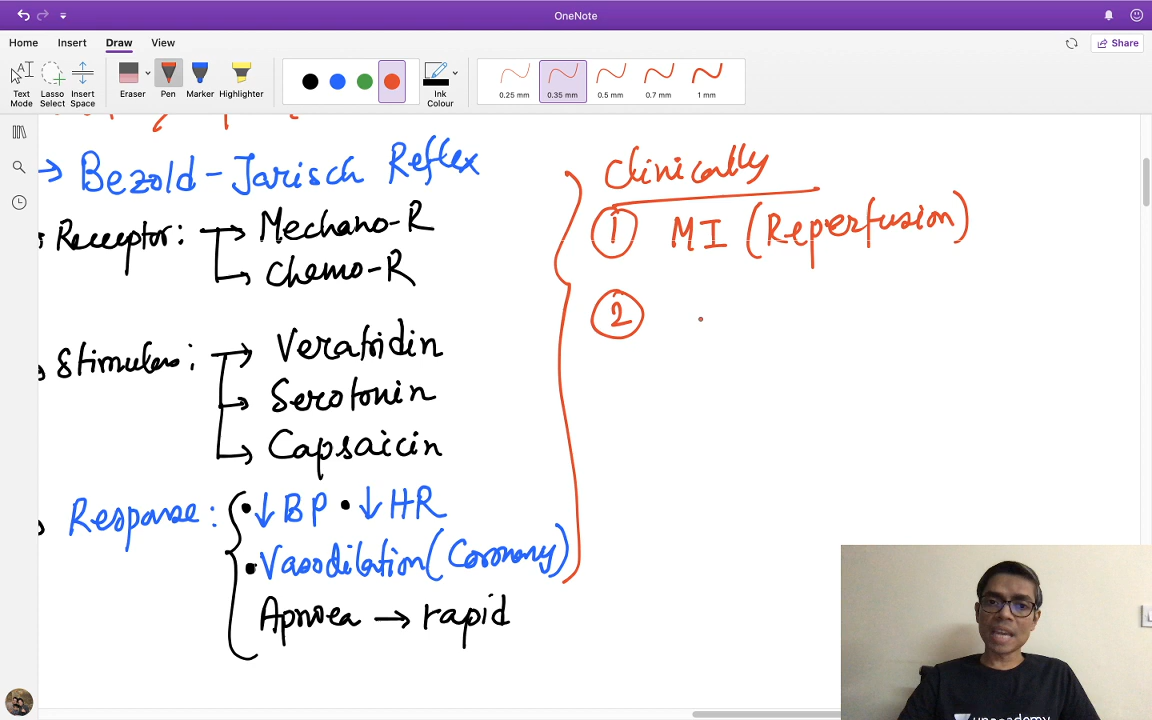 OneNote
Home Insert Draw View
Share
Text Mode
Lasso Select
Insert Space
Eraser
Pen
Marker
Highlighter
Ink Colour
0.25 mm 0.35 mm 0.5 mm 0.7 mm 1 mm
→ Bezold-Jarisch Reflex
Receptor: → Mechano-R
→ Chemo-R
Stimulus: → Veratridin
→ Serotonin
→ Capsaicin
Response: { • ↓ BP • ↓ HR
• Vasodilation (Coronary)
Apnoea → rapid
Clinically
① MI (Reperfusion)
②
unacademy